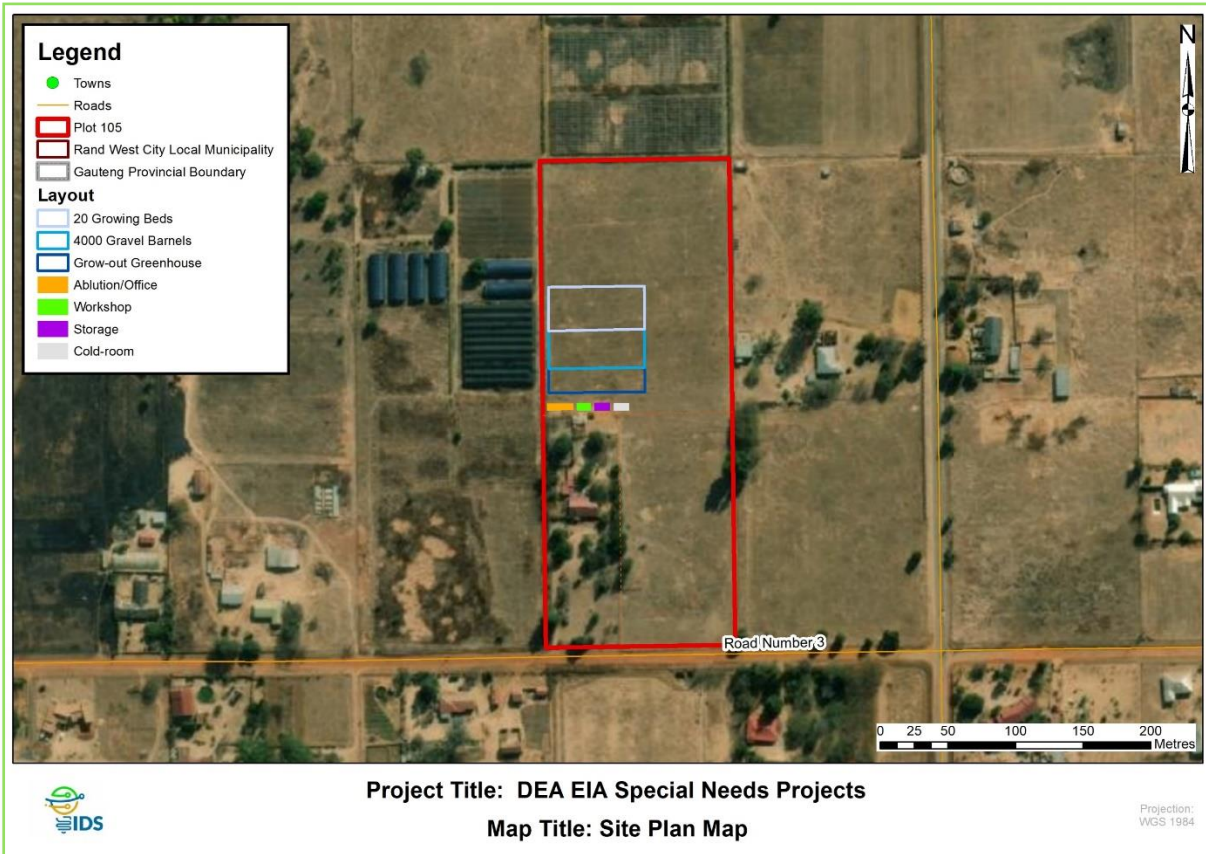 Legend
Towns
Roads
Plot 105
Rand West City Local Municipality
Gauteng Provincial Boundary
Layout
20 Growing Beds
4000 Gravel Barnels
Grow-out Greenhouse
Ablution/Office
Workshop
Storage
Cold-room
N
Road Number 3
0 25 50 100 150 200
Metres
IDS
Project Title: DEA EIA Special Needs Projects
Map Title: Site Plan Map
Projection:
WGS 1984